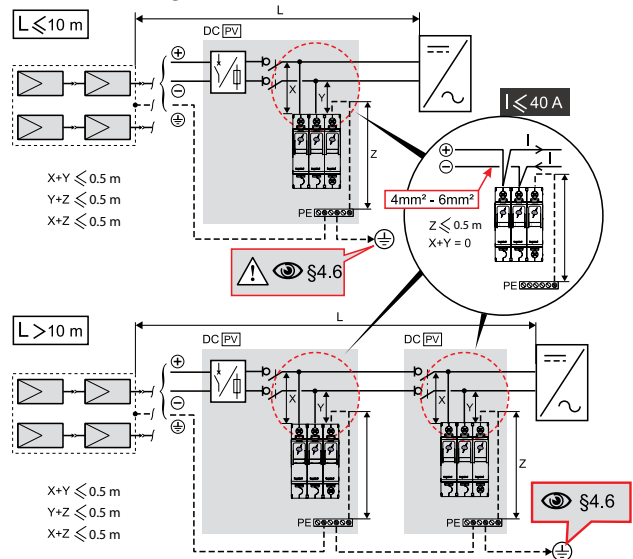 L ⩽ 10 m
L
DC PV
⊕
⊖
X
Y
Z
PE
X+Y ⩽ 0.5 m
Y+Z ⩽ 0.5 m
X+Z ⩽ 0.5 m
§4.6
I ⩽ 40 A
⊕
⊖
I
I
4mm² - 6mm²
Z ⩽ 0.5 m
X+Y = 0
PE
L > 10 m
L
DC PV
DC PV
⊕
⊖
X
Y
X
Y
Z
PE
PE
X+Y ⩽ 0.5 m
Y+Z ⩽ 0.5 m
X+Z ⩽ 0.5 m
§4.6